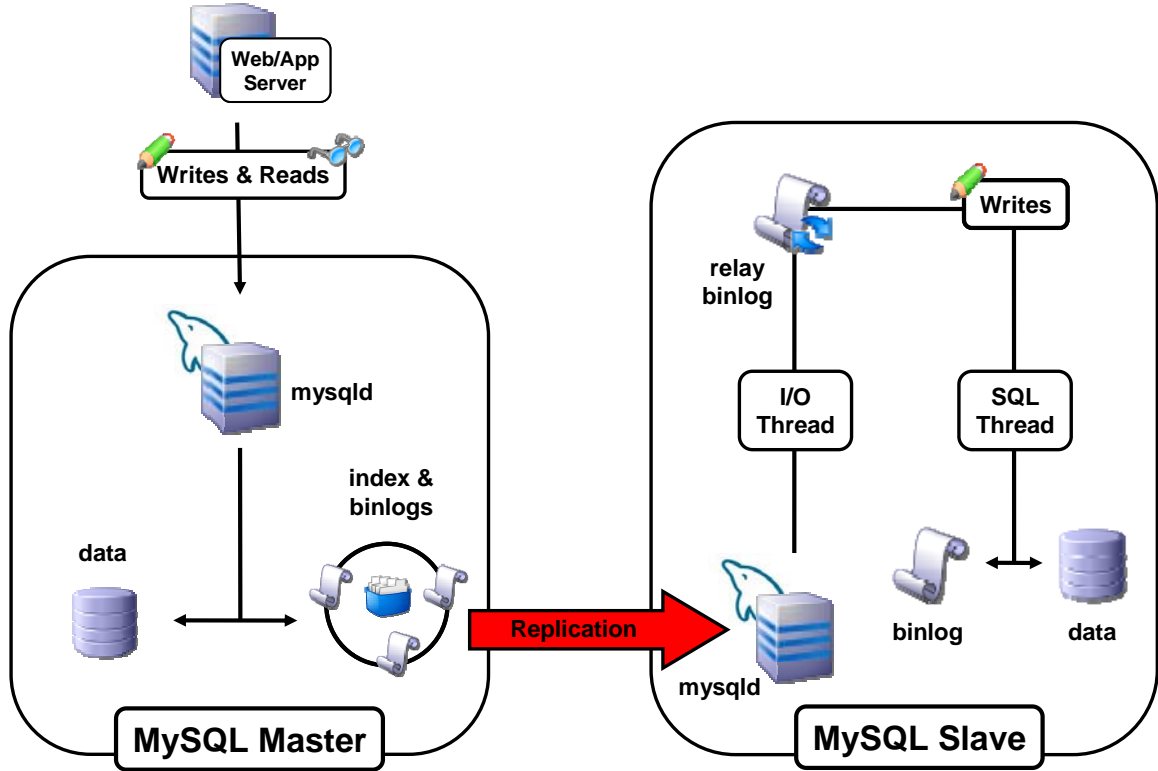 Web/App
Server
Writes & Reads
mysqld
index &
binlogs
data
MySQL Master
Replication
relay
binlog
Writes
I/O
Thread
SQL
Thread
mysqld
binlog
data
MySQL Slave